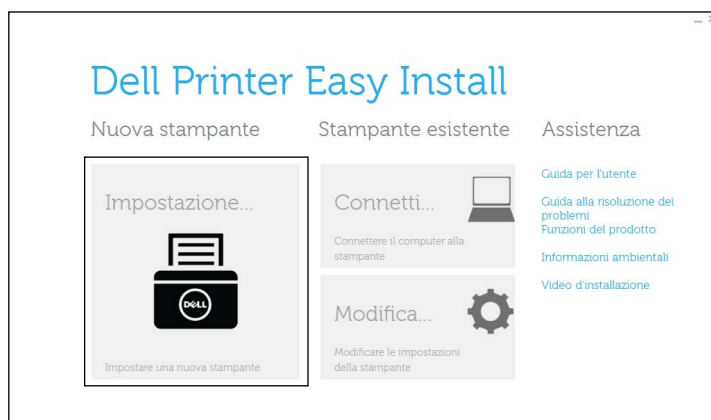 Dell Printer Easy Install
Nuova stampante
Impostazione...
DELL
Impostare una nuova stampante
Stampante esistente
Connetti...
Connettere il computer alla
stampante
Modifica...
Modificare le impostazioni
della stampante
Assistenza
Guida per l'utente
Guida alla risoluzione dei
problemi
Funzioni del prodotto
Informazioni ambientali
Video d'installazione